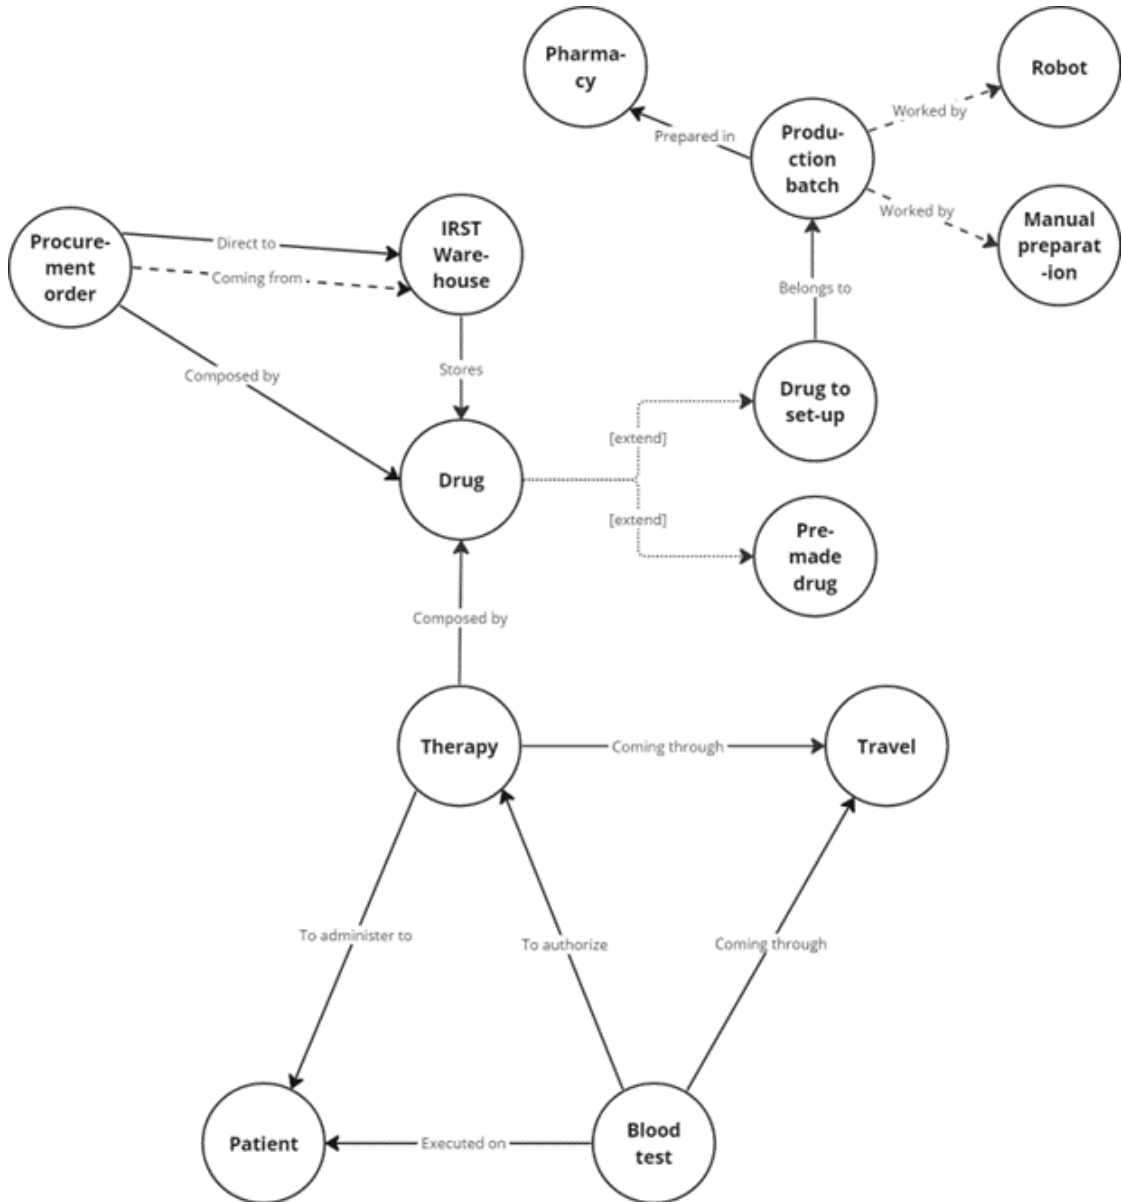 Pharma-
cy
Robot
Worked by
Prepared in
Produ-
ction
batch
Worked by
Manual
preparat
-ion
Procure-
ment
order
Direct to
Coming from
IRST
Ware-
house
Belongs to
Composed by
Stores
Drug to
set-up
[extend]
Drug
[extend]
Pre-
made
drug
Composed by
Therapy
Coming through
Travel
To administer to
To authorize
Coming through
Patient
Executed on
Blood
test